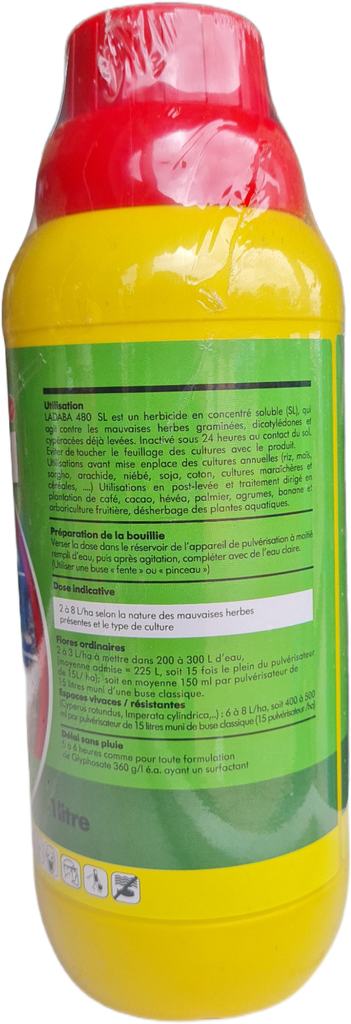 Utilisation
LADABA 480 SL est un herbicide en concentré soluble (SL), qui
agit contre les mauvaises herbes graminées, dicotylédones et
cypéracées déjà levées. Inactivé sous 24 heures au contact du sol.
Eviter de toucher le feuillage des cultures avec le produit.
Utilisations avant mise enplace des cultures annuelles (riz, maïs,
sorgho, arachide, niébé, soja, coton, cultures maraîchères et
céréales, ....) Utilisations en post-levée et traitement dirigé en
plantation de café, cacao, hévéa, palmier, agrumes, banane et
arboriculture fruitière, désherbage des plantes aquatiques.
Préparation de la bouillie
Verser la dose dans le réservoir de l'appareil de pulvérisation à moitié
rempli d'eau, puis après agitation, compléter avec de l'eau claire.
(Utiliser une buse « fente » ou « pinceau »)
Dose indicative
2 à 8 L/ha selon la nature des mauvaises herbes
présentes et le type de culture
Flores ordinaires
2 à 3 L/ha à mettre dans 200 à 300 L d'eau,
(moyenne admise = 225 L, soit 15 fois le plein du pulvérisateur
de 15L/ ha); soit en moyenne 150 ml par pulvérisateur de
15 litres muni d'une buse classique.
Espaces vivaces / résistantes
(Cyperus rotundus, Imperata cylindrica,..) : 6 à 8 L/ha, soit 400 à 500
ml par pulvérisateur de 15 litres muni de buse classique (15 pulvérisateur /ha)
Délai sans pluie
5 à 6 heures comme pour toute formulation
de Glyphosate 360 g/l é.a. ayant un surfactant
1 litre